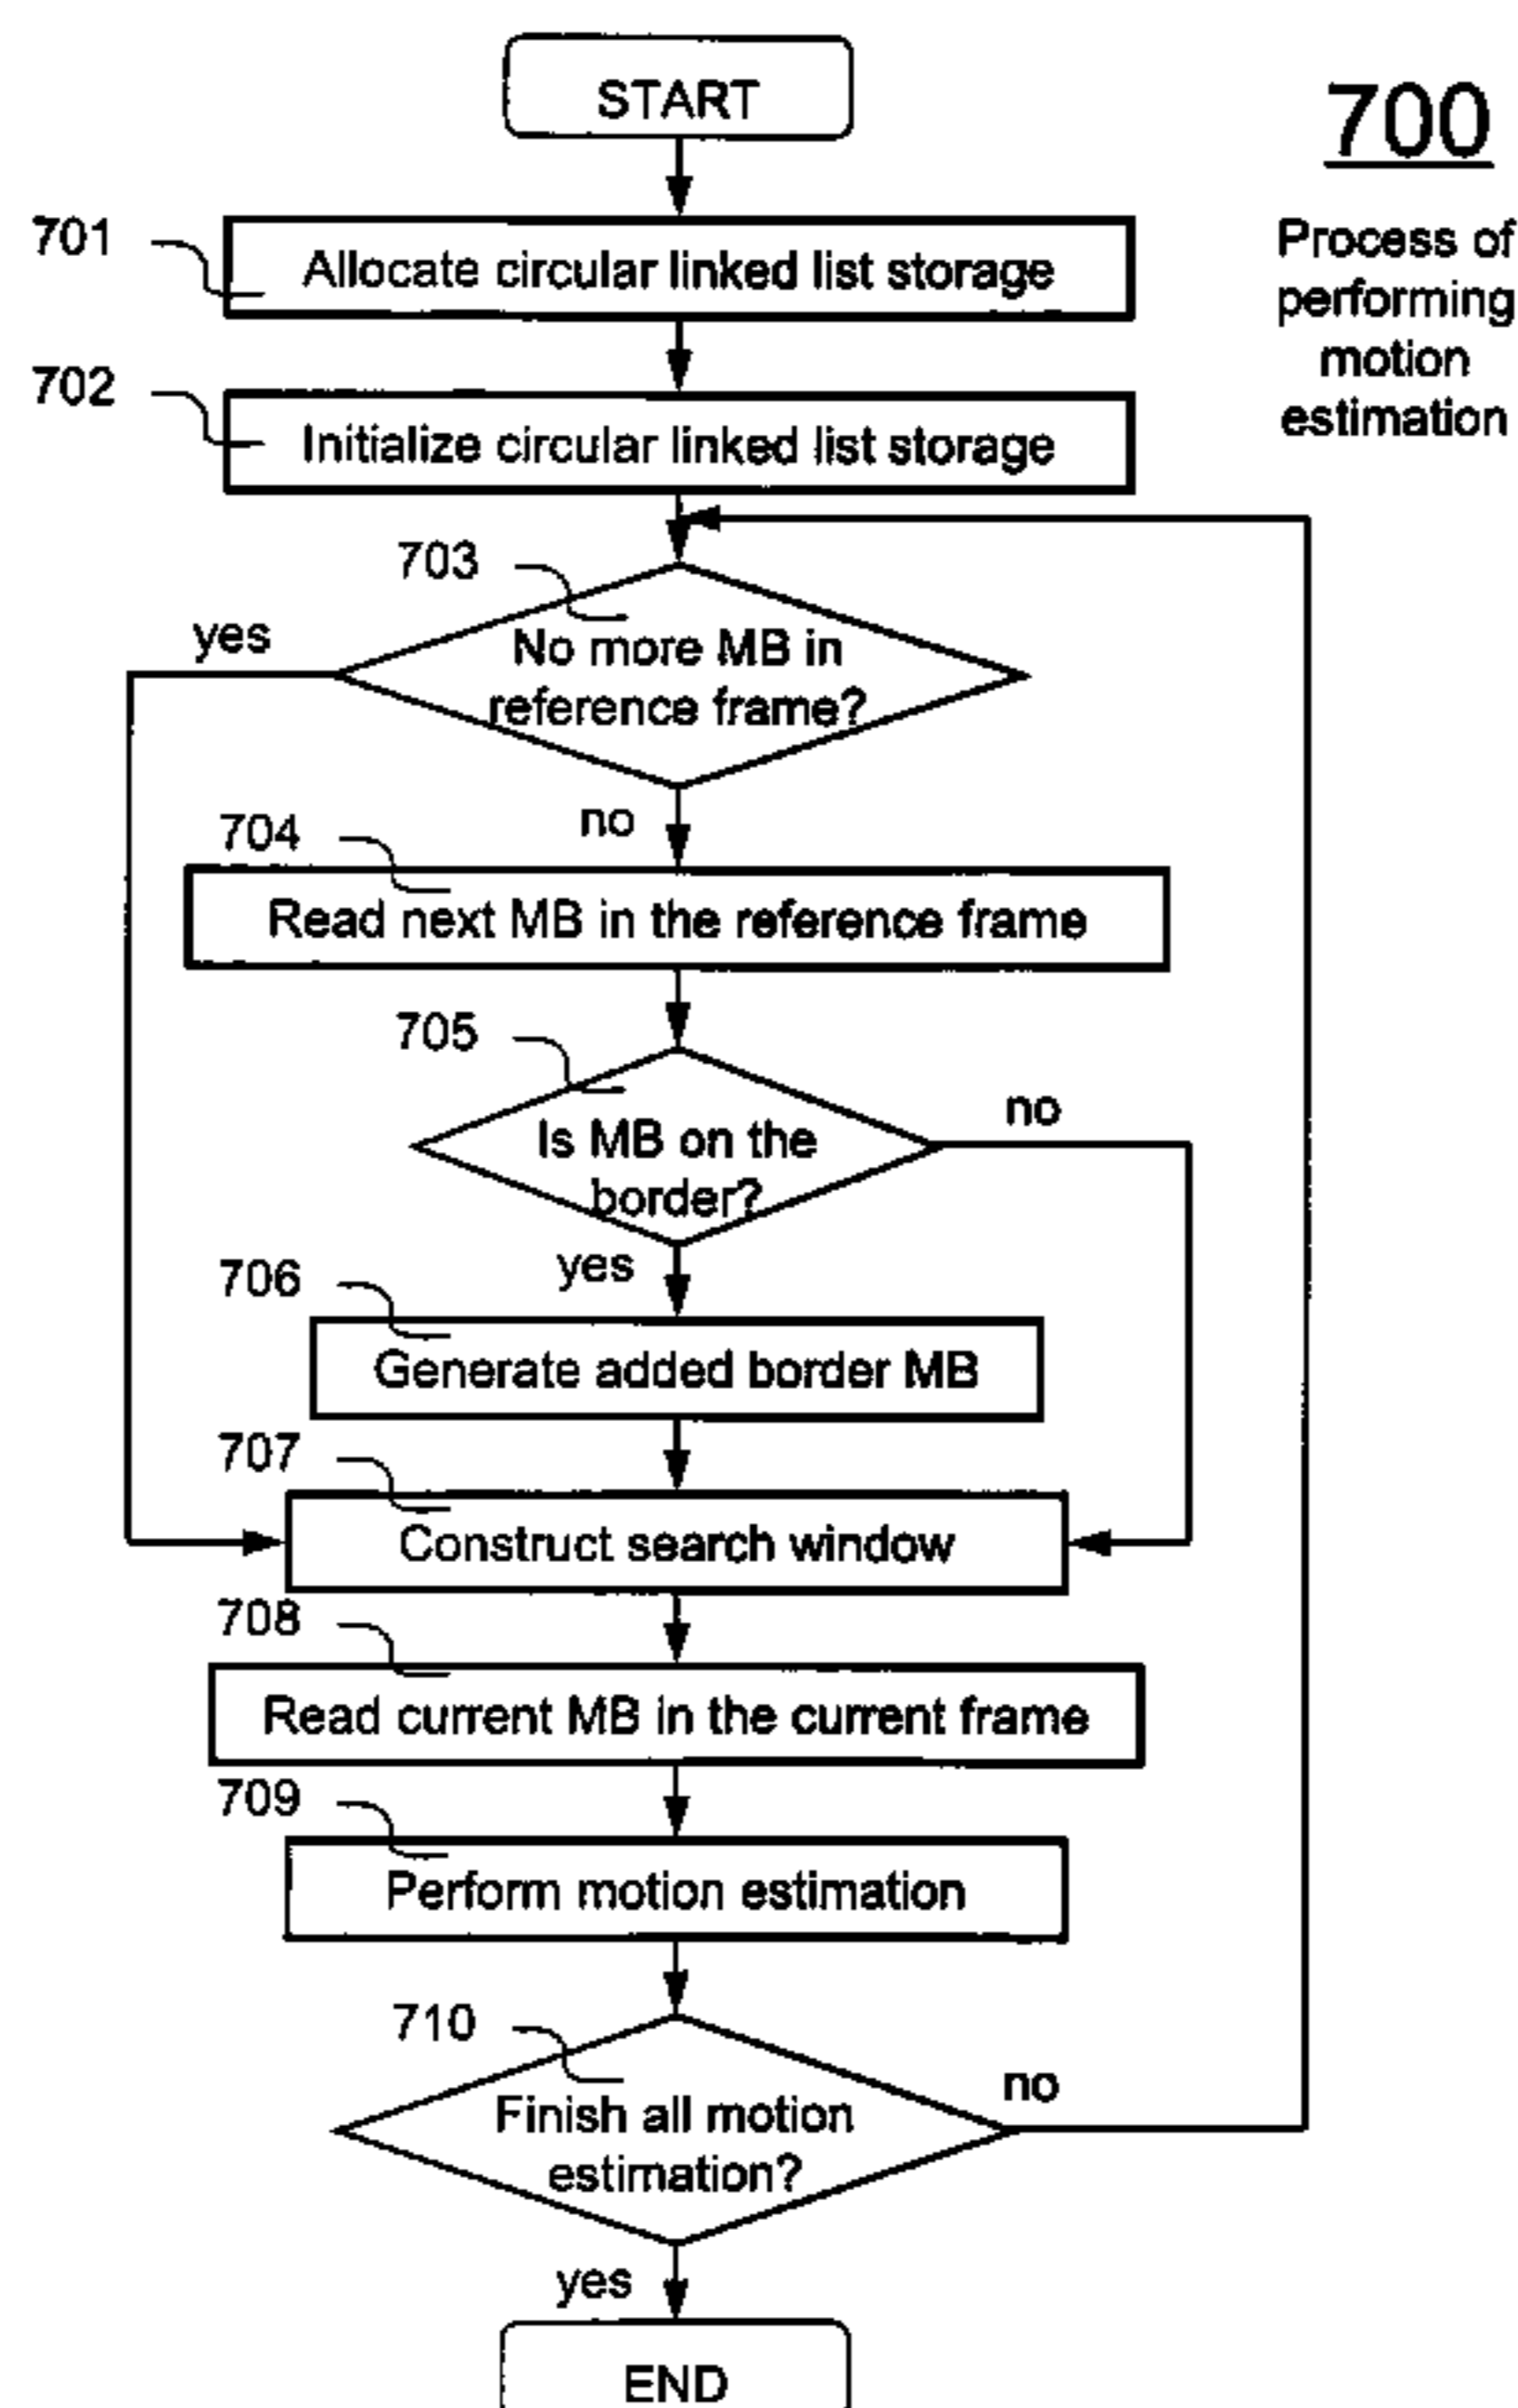 START
700
Process of
performing
motion
estimation
701
Allocate circular linked list storage
702
Initialize circular linked list storage
703
yes
No more MB in
reference frame?
no
704
Read next MB in the reference frame
705
no
Is MB on the
border?
yes
706
Generate added border MB
707
Construct search window
708
Read current MB in the current frame
709
Perform motion estimation
710
no
Finish all motion
estimation?
yes
END